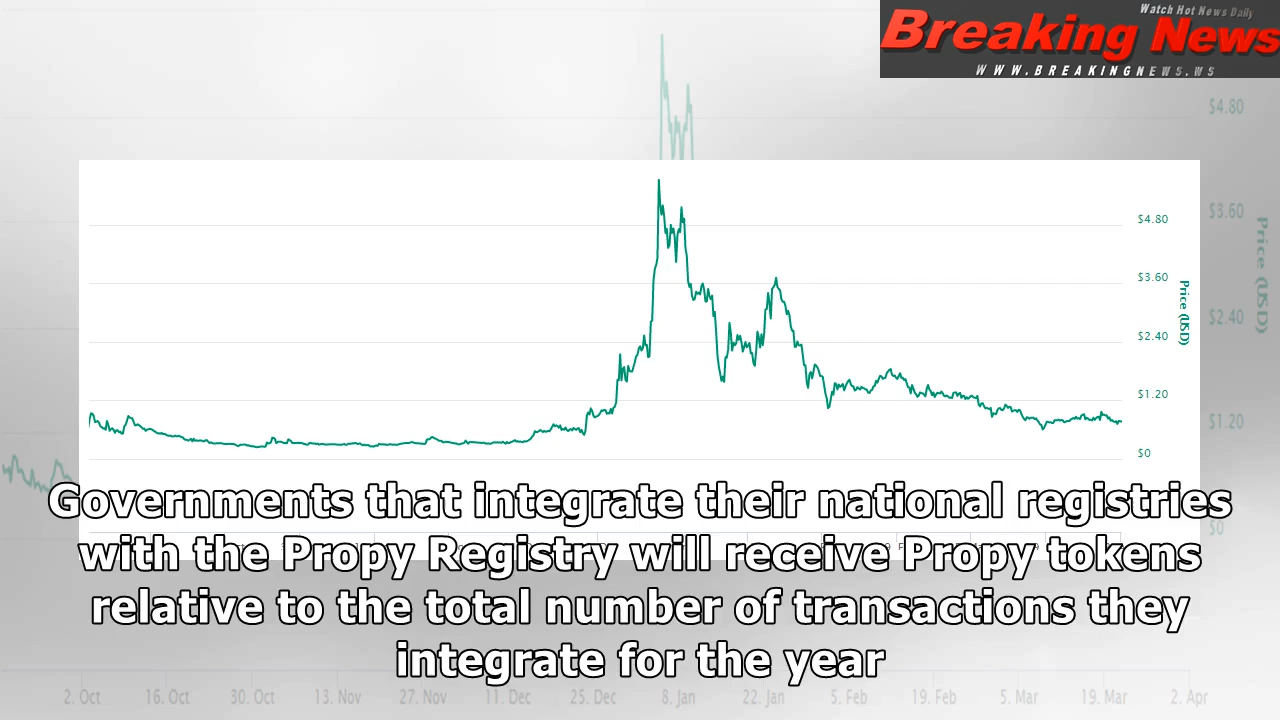 Watch Hot News Daily
Breaking News
WWW.BREAKINGNEWS.WS
$4.80
$3.60
$2.40
$1.20
$0
Price (USD)
$4.80
$3.60
$2.40
$1.20
$0
Price (USD)
Governments that integrate their national registries
with the Propy Registry will receive Propy tokens
relative to the total number of transactions they
integrate for the year
2. Oct 16. Oct 30. Oct 13. Nov 27. Nov 11. Dec 25. Dec 8. Jan 22. Jan 5. Feb 19. Feb 5. Mar 19. Mar 2. Apr